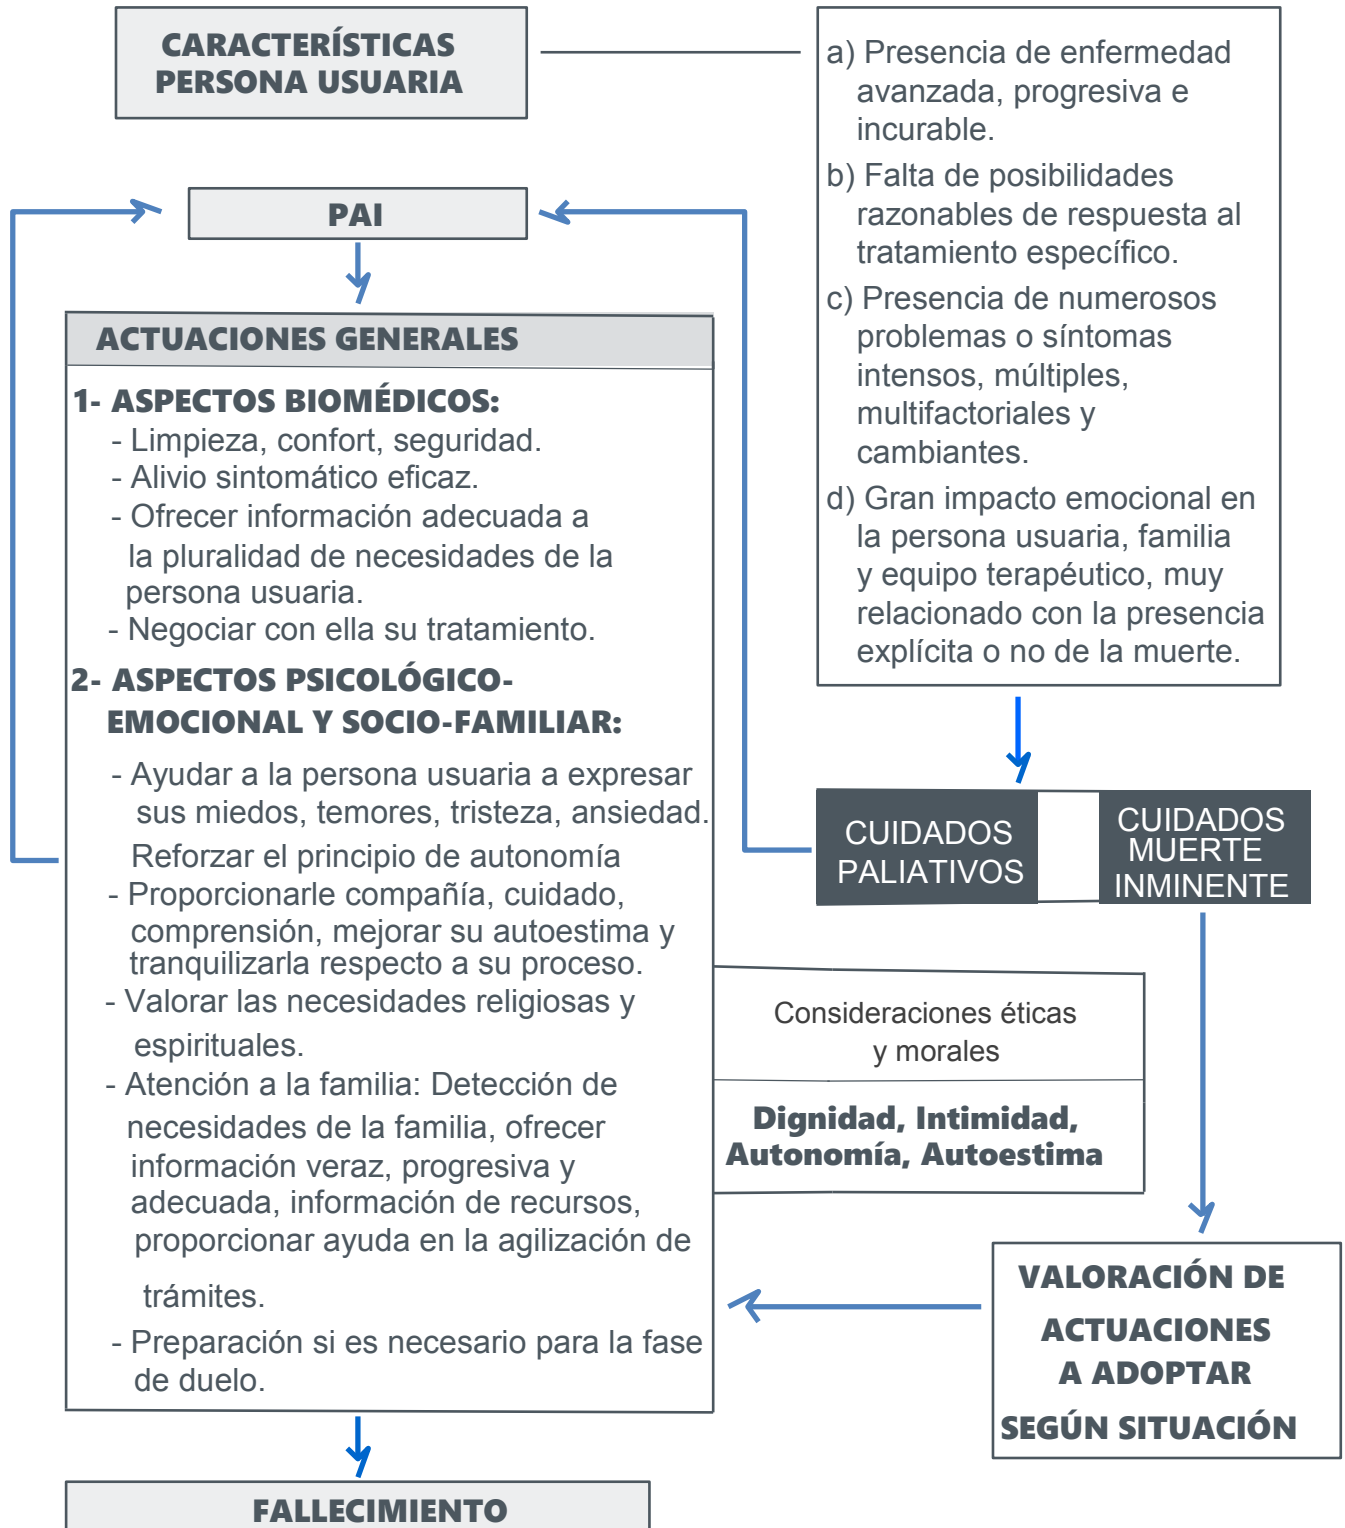 CARACTERÍSTICAS
PERSONA USUARIA
a) Presencia de enfermedad
avanzada, progresiva e
incurable.
b) Falta de posibilidades
razonables de respuesta al
tratamiento específico.
c) Presencia de numerosos
problemas o síntomas
intensos, múltiples,
multifactoriales y
cambiantes.
d) Gran impacto emocional en
la persona usuaria, familia
y equipo terapéutico, muy
relacionado con la presencia
explícita o no de la muerte.
PAI
ACTUACIONES GENERALES
1- ASPECTOS BIOMÉDICOS:
- Limpieza, confort, seguridad.
- Alivio sintomático eficaz.
- Ofrecer información adecuada a
la pluralidad de necesidades de la
persona usuaria.
- Negociar con ella su tratamiento.
2- ASPECTOS PSICOLÓGICO-
EMOCIONAL Y SOCIO-FAMILIAR:
- Ayudar a la persona usuaria a expresar
sus miedos, temores, tristeza, ansiedad.
Reforzar el principio de autonomía
- Proporcionarle compañía, cuidado,
comprensión, mejorar su autoestima y
tranquilizarla respecto a su proceso.
- Valorar las necesidades religiosas y
espirituales.
- Atención a la familia: Detección de
necesidades de la familia, ofrecer
información veraz, progresiva y
adecuada, información de recursos,
proporcionar ayuda en la agilización de
trámites.
- Preparación si es necesario para la fase
de duelo.
CUIDADOS
PALIATIVOS
CUIDADOS
MUERTE
INMINENTE
Consideraciones éticas
y morales
Dignidad, Intimidad,
Autonomía, Autoestima
VALORACIÓN DE
ACTUACIONES
A ADOPTAR
SEGÚN SITUACIÓN
FALLECIMIENTO